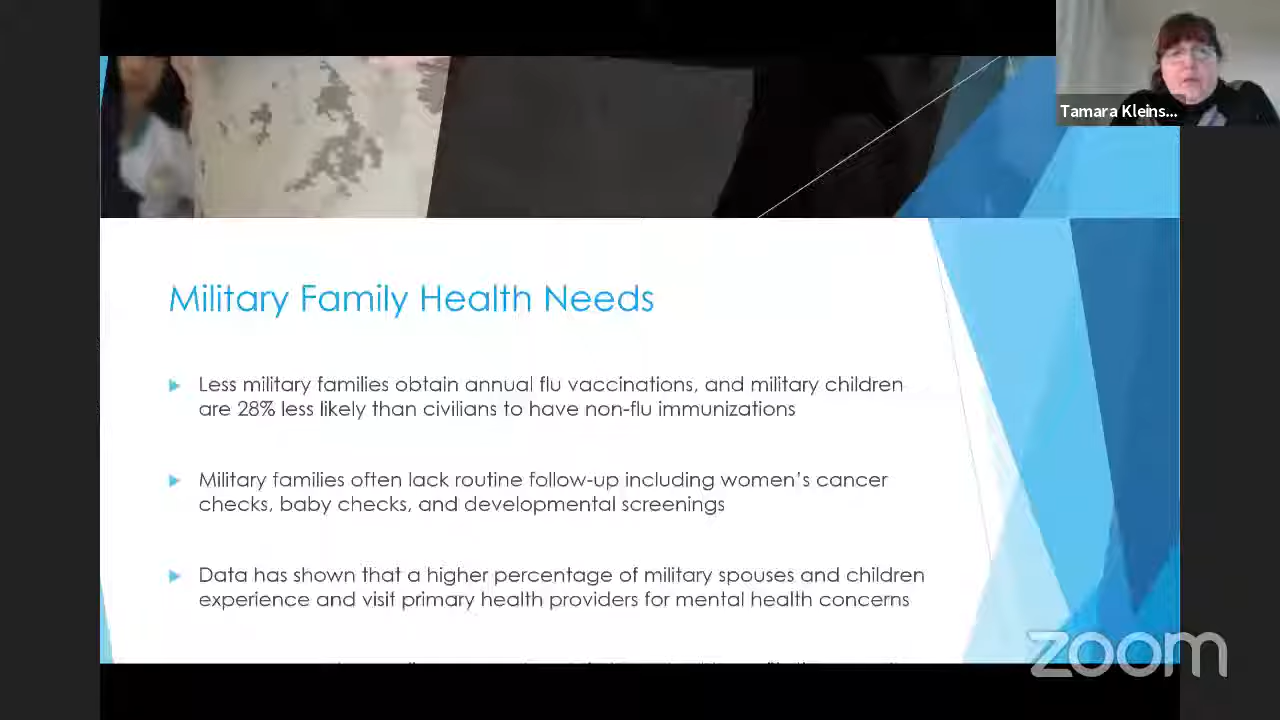 Tamara Kleins...
Military Family Health Needs
Less military families obtain annual flu vaccinations, and military children
are 28% less likely than civilians to have non-flu immunizations
Military families often lack routine follow-up including women's cancer
checks, baby checks, and developmental screenings
Data has shown that a higher percentage of military spouses and children
experience and visit primary health providers for mental health concerns
zoom